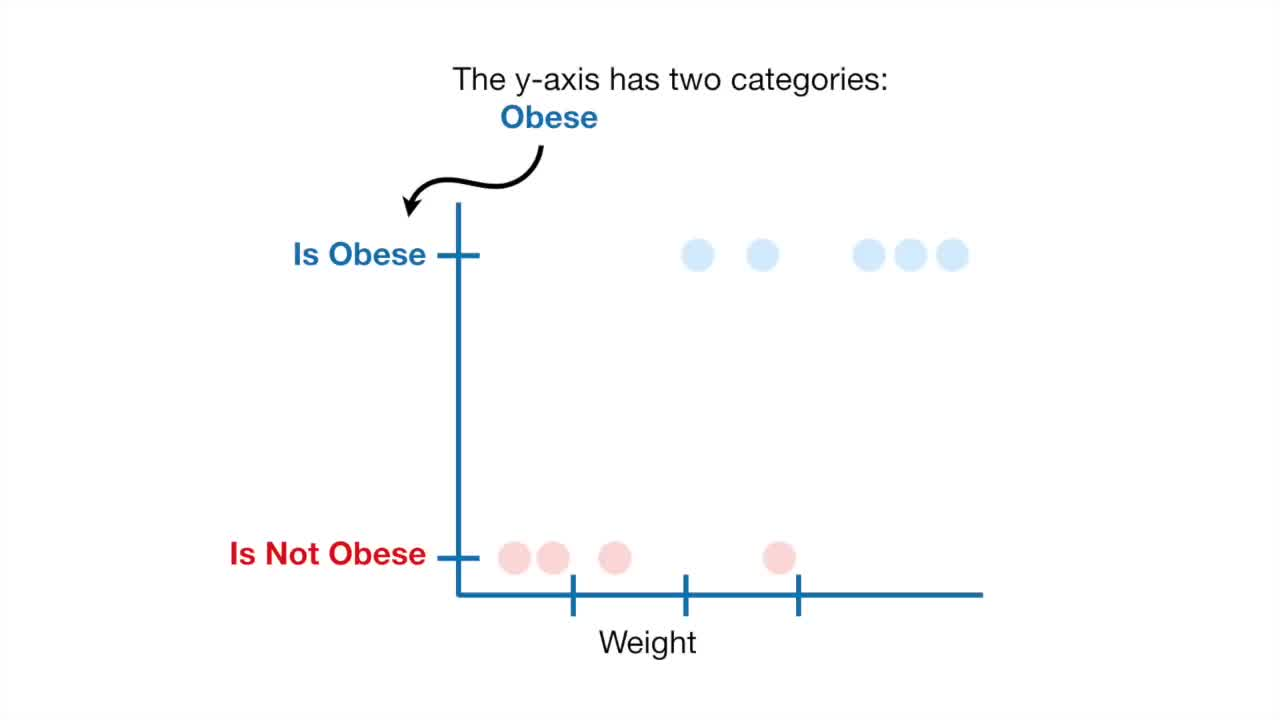 The y-axis has two categories:
Obese
Is Obese
Is Not Obese
Weight